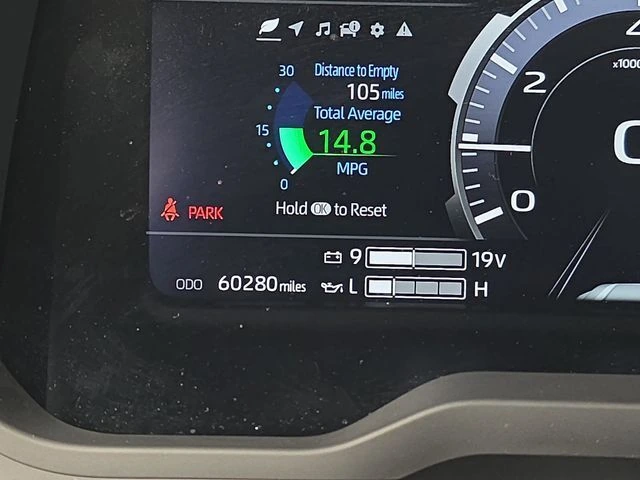 30
Distance to Empty
105 miles
Total Average
15
14.8
MPG
0
Hold OK to Reset
PARK
9 19V
ODO 60280 miles
L H
x1000
2
0